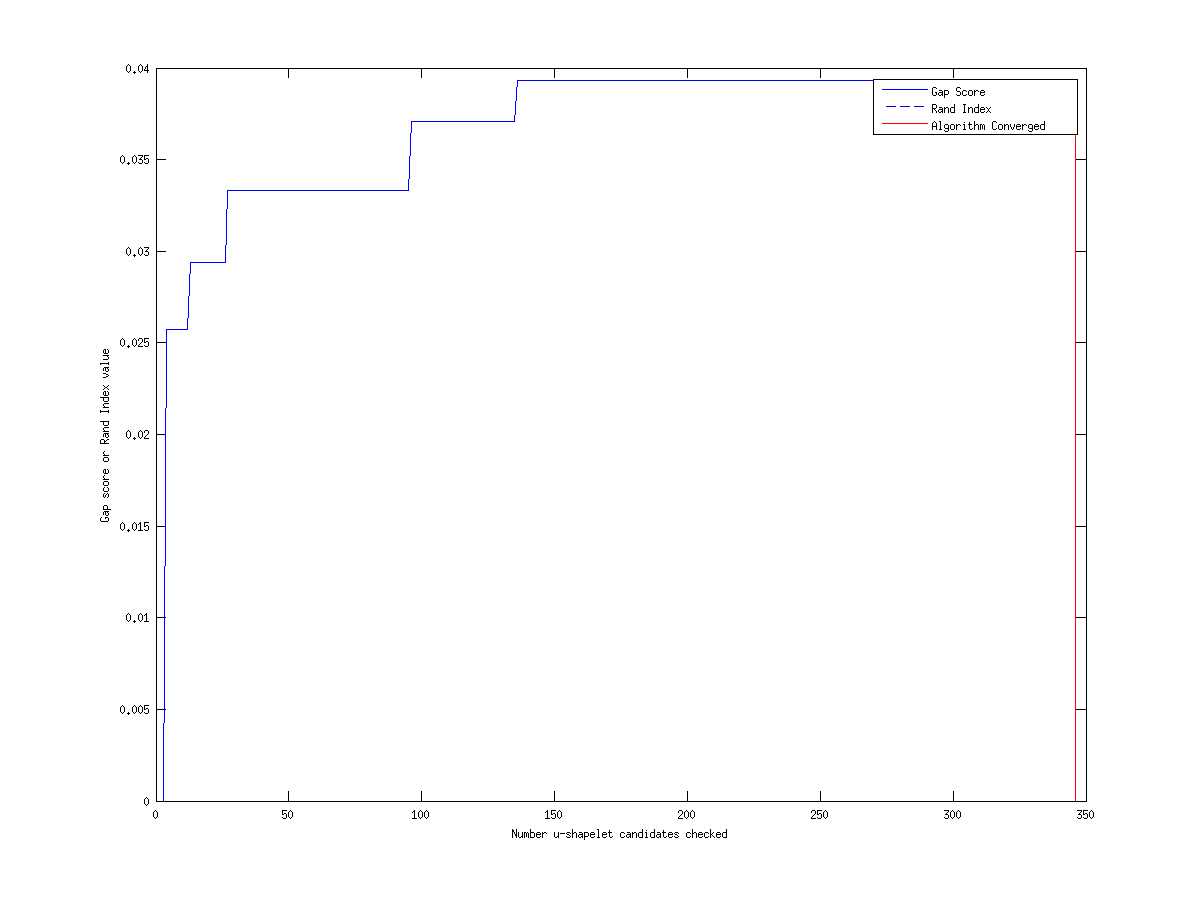 0.04
0.035
0.03
0.025
0.02
0.015
0.01
0.005
0
Gap score or Rand Index value
Gap Score
Rand Index
Algorithm Converged
0 50 100 150 200 250 300 350
Number u-shapelet candidates checked